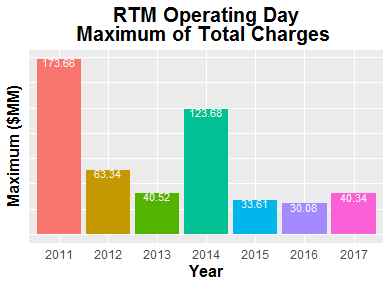 RTM Operating Day
Maximum of Total Charges
Maximum ($MM)
173.66
63.34
40.52
123.68
33.61
30.08
40.34
2011 2012 2013 2014 2015 2016 2017
Year